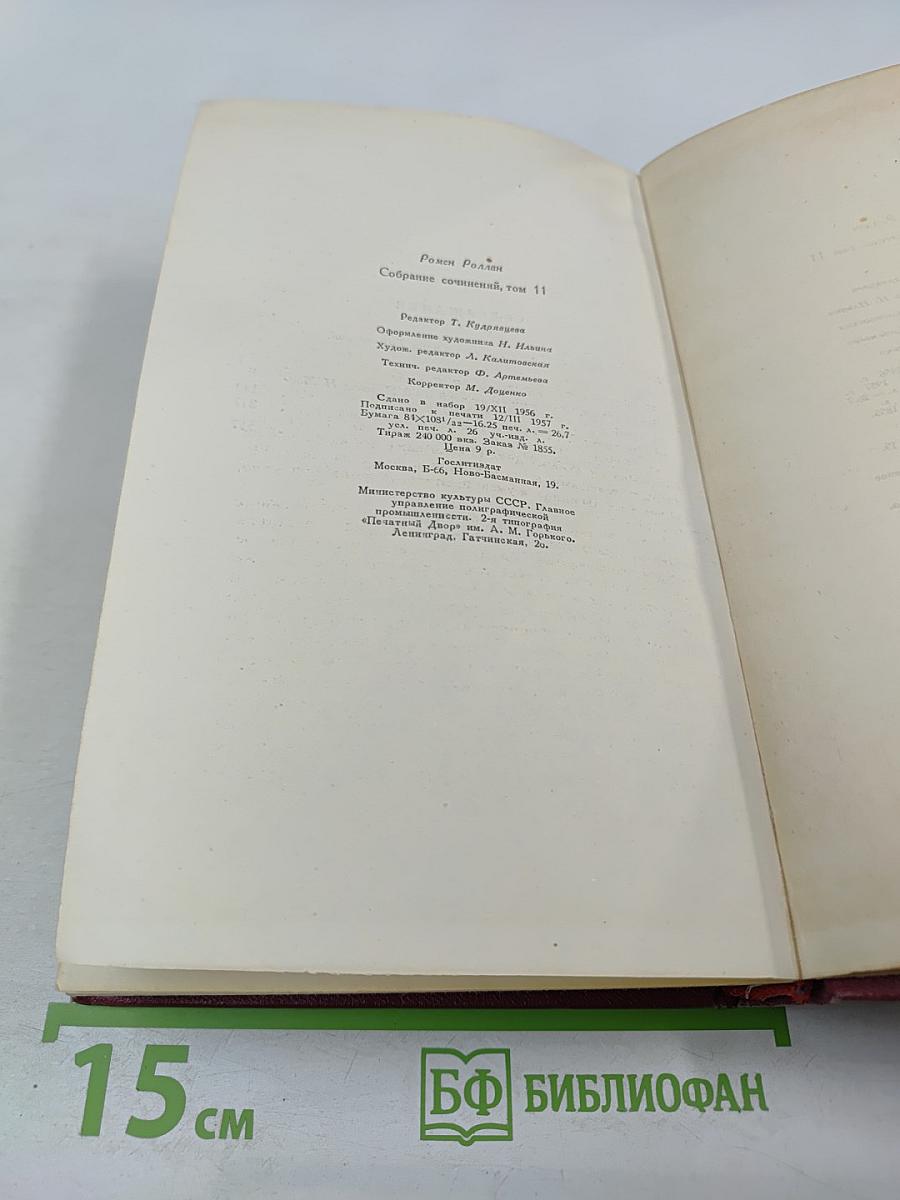 Ромен Роллан
Собрание сочинений, том 11
Редактор Т. Кудрявцева
Оформление художника Н. Ильина
Худож. редактор Л. Калитовская
Технич. редактор Ф. Артемьева
Корректор М. Доценко
Сдано в набор 19/XII 1956 г.
Подписано к печати 12/III 1957 г.
Бумага 84×108¹/₃₂—16.25 печ. л. = 26,7
усл. печ. л. 26 уч.-изд. л.
Тираж 240 000 экз. Заказ № 1855.
Цена 9 р.
Гослитиздат
Москва, Б-66, Ново-Басманная, 19.
Министерство культуры СССР. Главное
управление полиграфической
промышленности. 2-я типография
«Печатный Двор» им. А. М. Горького.
Ленинград, Гатчинская, 26.
15 см
БФ БИБЛИОФАН